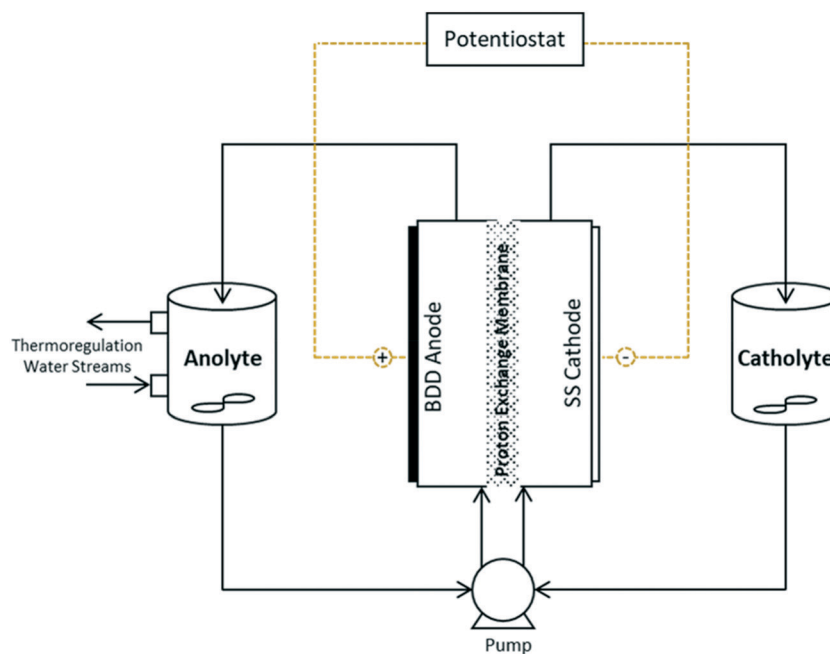 Potentiostat
Thermoregulation
Water Streams
Anolyte
+
BDD Anode
Proton Exchange Membrane
SS Cathode
-
Catholyte
Pump